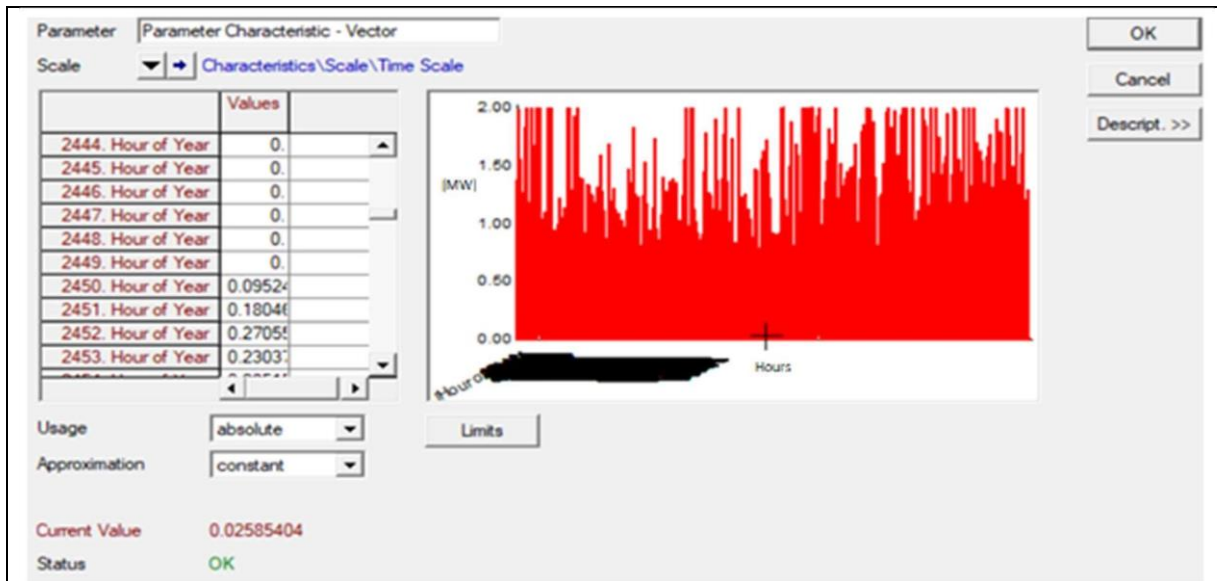 Parameter Parameter Characteristic - Vector
OK
Scale Characteristics\Scale\Time Scale
Cancel
Descript. >>
Values
2444. Hour of Year 0.
2445. Hour of Year 0.
2446. Hour of Year 0.
2447. Hour of Year 0.
2448. Hour of Year 0.
2449. Hour of Year 0.
2450. Hour of Year 0.09524
2451. Hour of Year 0.18046
2452. Hour of Year 0.27055
2453. Hour of Year 0.23037
2.00
1.50
[MW]
1.00
0.50
0.00
Hours
Usage absolute
Limits
Approximation constant
Current Value 0.02585404
Status OK